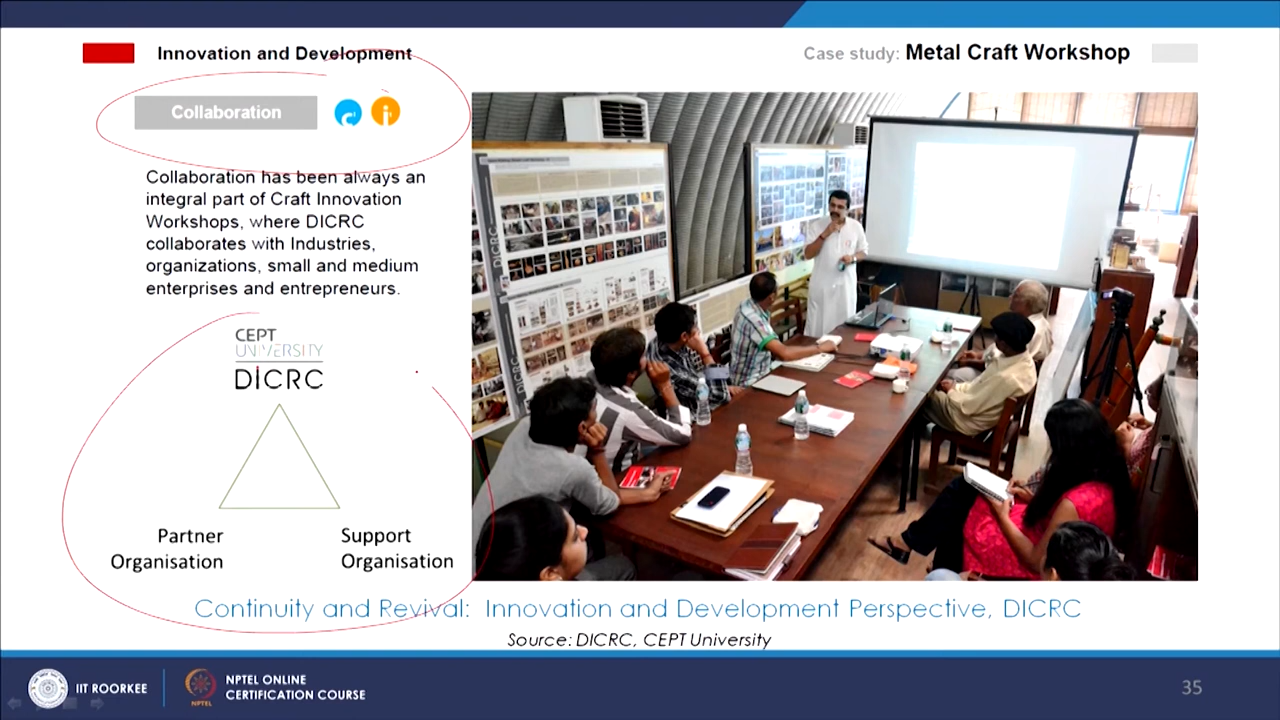 Innovation and Development
Case study: Metal Craft Workshop
Collaboration
Collaboration has been always an
integral part of Craft Innovation
Workshops, where DICRC
collaborates with Industries,
organizations, small and medium
enterprises and entrepreneurs.
CEPT
UNIVERSITY
DICRC
Partner
Organisation
Support
Organisation
DICRC
DICRC
Continuity and Revival: Innovation and Development Perspective, DICRC
Source: DICRC, CEPT University
IIT ROORKEE
NPTEL
NPTEL ONLINE
CERTIFICATION COURSE
35